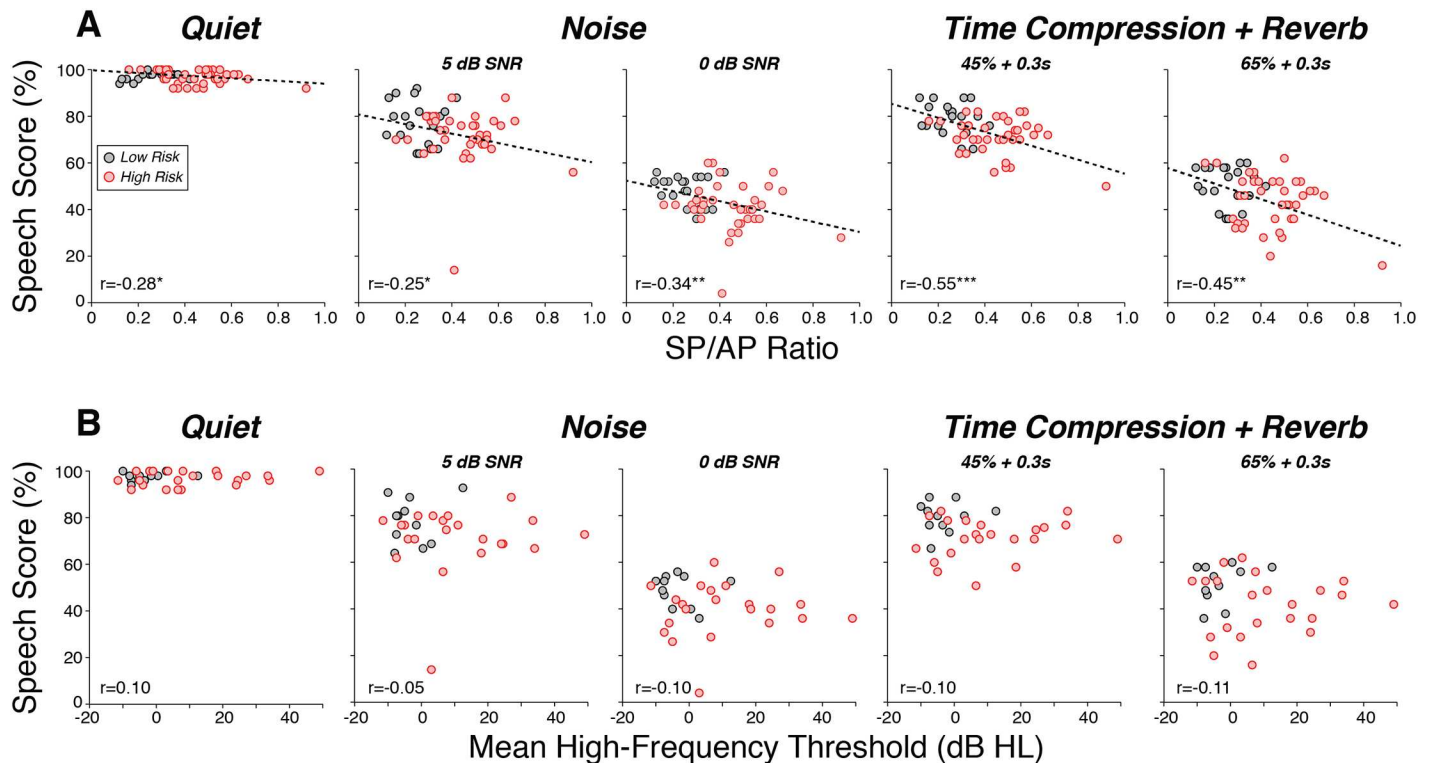 A
Quiet Noise Time Compression + Reverb
5 dB SNR 0 dB SNR 45% + 0.3s 65% + 0.3s
Speech Score (%)
100
80
60
40
20
0
Low Risk
High Risk
r=-0.28* r=-0.25* r=-0.34** r=-0.55*** r=-0.45**
0 0.2 0.4 0.6 0.8 1.0 0 0.2 0.4 0.6 0.8 1.0 0 0.2 0.4 0.6 0.8 1.0 0 0.2 0.4 0.6 0.8 1.0 0 0.2 0.4 0.6 0.8 1.0
SP/AP Ratio
B
Quiet Noise Time Compression + Reverb
5 dB SNR 0 dB SNR 45% + 0.3s 65% + 0.3s
Speech Score (%)
100
80
60
40
20
0
r=0.10 r=-0.05 r=-0.10 r=-0.10 r=-0.11
-20 0 20 40 -20 0 20 40 -20 0 20 40 -20 0 20 40 -20 0 20 40
Mean High-Frequency Threshold (dB HL)